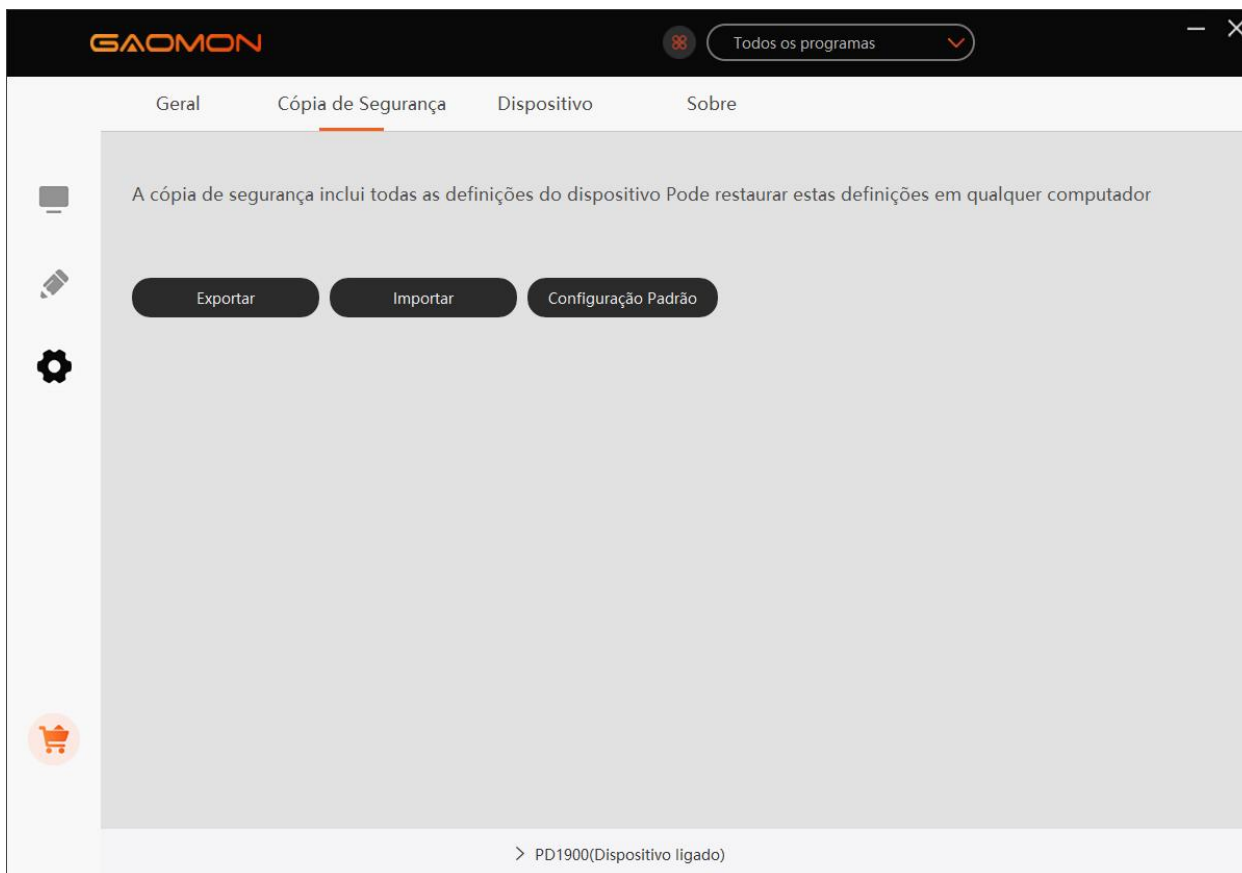 GAOMON
Todos os programas
Geral Cópia de Segurança Dispositivo Sobre
A cópia de segurança inclui todas as definições do dispositivo Pode restaurar estas definições em qualquer computador
Exportar Importar Configuração Padrão
PD1900(Dispositivo ligado)